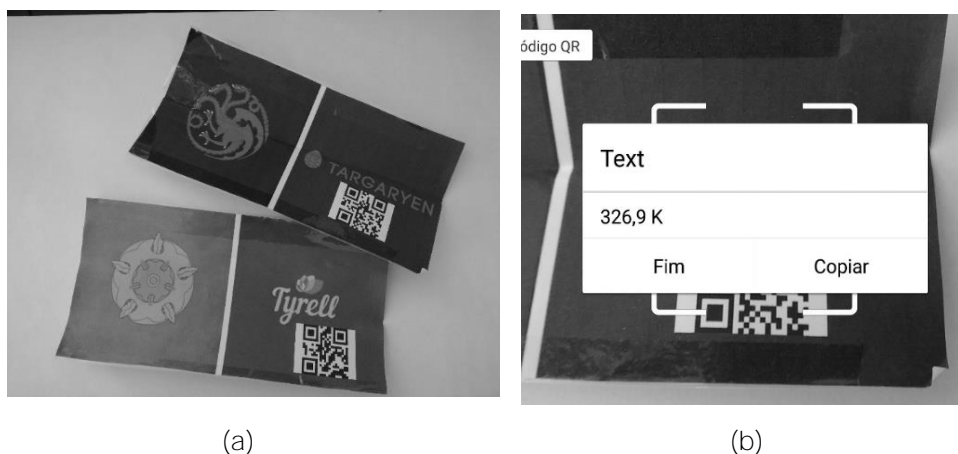 TARGARYEN
Tyrell
(a)
ódigo QR
Text
326,9 K
Fim
Copiar
(b)